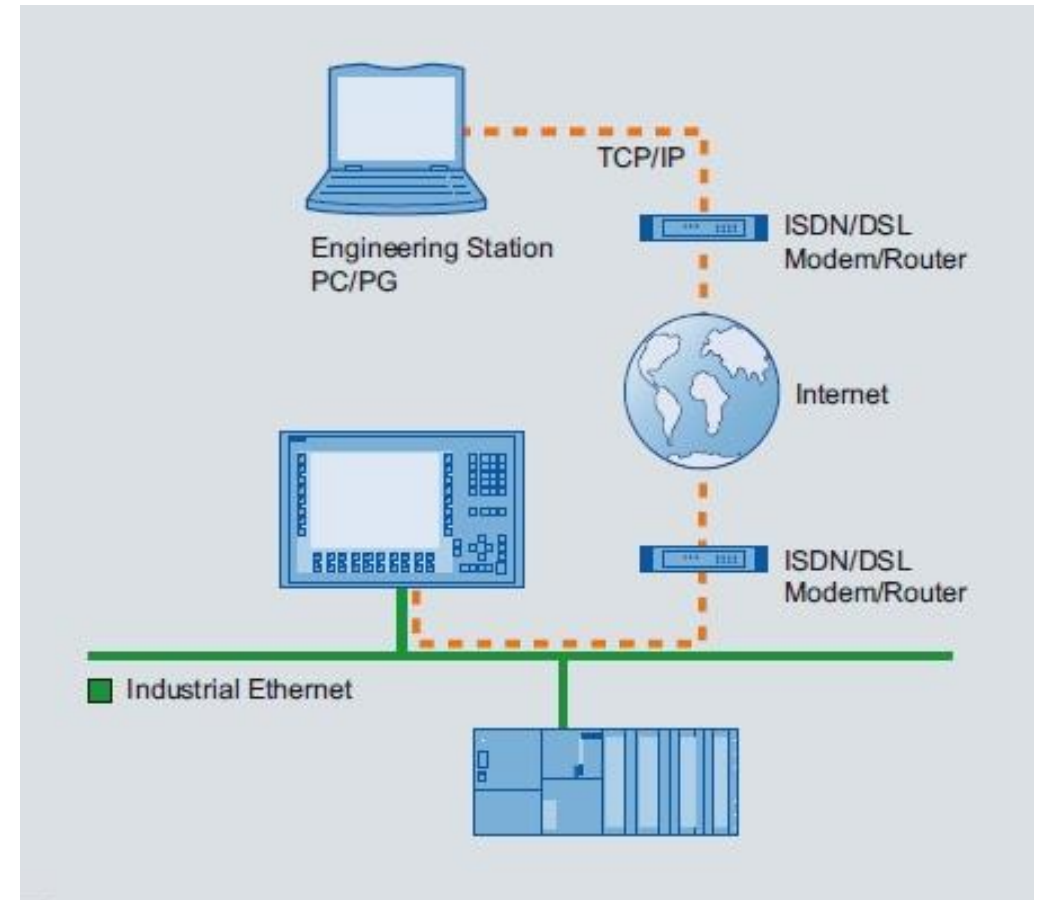 TCP/IP
ISDN/DSL
Modem/Router
Engineering Station
PC/PG
Internet
ISDN/DSL
Modem/Router
Industrial Ethernet